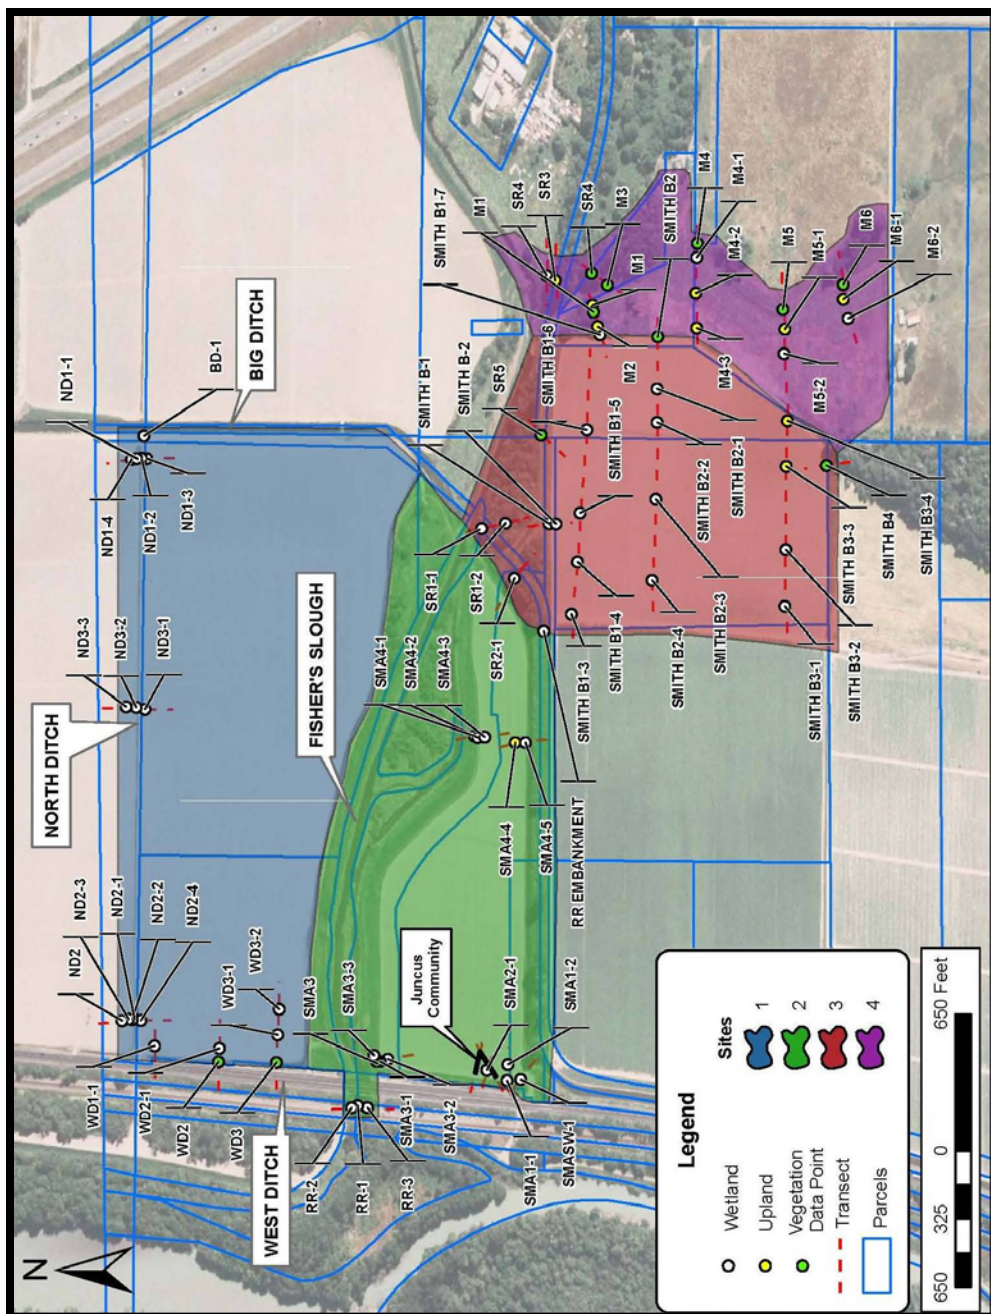 N
ND1-1
BD-1
BIG DITCH
ND1-4
ND1-2
ND1-3
ND3-3
ND3-2
ND3-1
NORTH DITCH
ND2-3
ND2-1
ND2-2
ND2-4
ND2
WD3-2
WD3-1
WD1-1
WD2-1
WD2
WD3
WEST DITCH
SMA3
SMA3-3
RR-2
RR-1
RR-3
SMA3-1
SMA3-2
Juncus
Community
SMA2-1
SMA1-2
SMA1-1
SMASW-1
FISHER'S SLOUGH
SMA4-1
SMA4-2
SMA4-3
SMA4-4
SMA4-5
RR EMBANKMENT
SR1-1
SR1-2
SR2-1
SMITH B-1
SMITH B-2
SR5
SMITH B1-7
M1
SR4
SR3
SR4
M3
SMITH B2
M4
M4-1
M4-2
M1
M2
M4-3
M5
M5-1
M5-2
M6
M6-1
M6-2
SMITH B1-6
SMITH B1-5
SMITH B1-4
SMITH B1-3
SMITH B2-1
SMITH B2-2
SMITH B2-3
SMITH B2-4
SMITH B3-1
SMITH B3-2
SMITH B3-3
SMITH B4
SMITH B3-4
Legend
Wetland
Upland
Vegetation
Data Point
Transect
Parcels
Sites
1
2
3
4
650 325 0 650 Feet